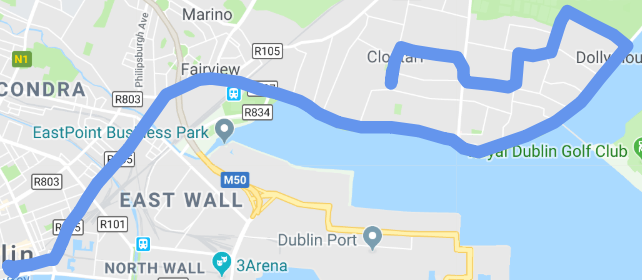 Marino
R105
N1
Philipsburgh Ave
Clontarf
Dollymount
Fairview
CONDRA
R803
R834
EastPoint Business Park
Royal Dublin Golf Club
R803
M50
EAST WALL
R101
Dublin Port
lin
NORTH WALL
3Arena